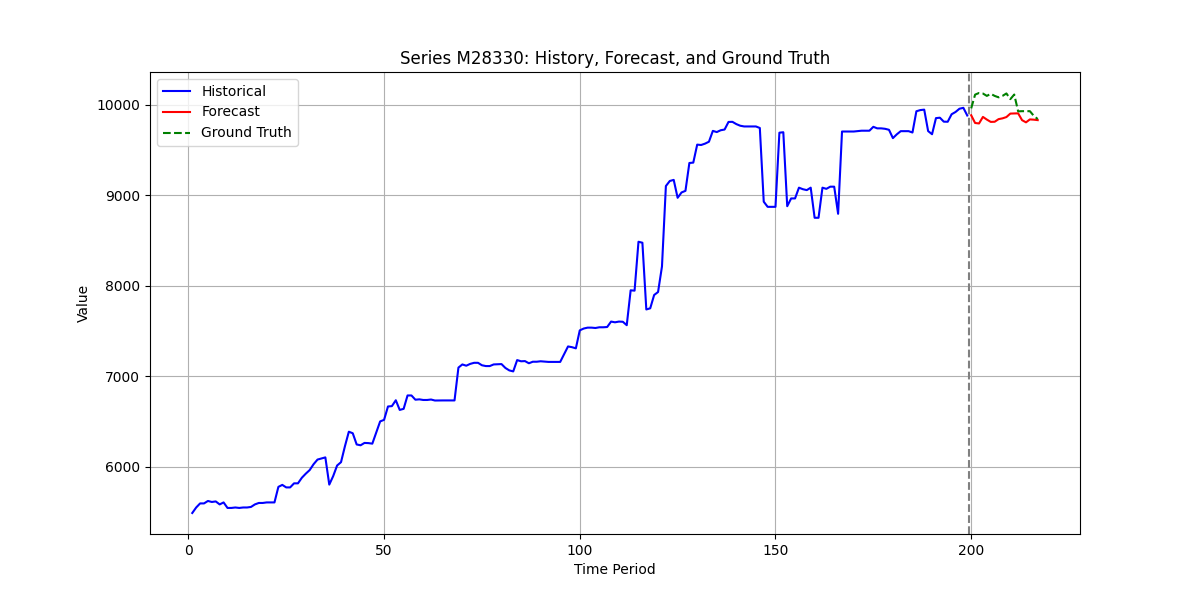 Series M28330: History, Forecast, and Ground Truth
Historical
Forecast
Ground Truth
10000
9000
8000
7000
6000
Value
0
50
100
150
200
Time Period